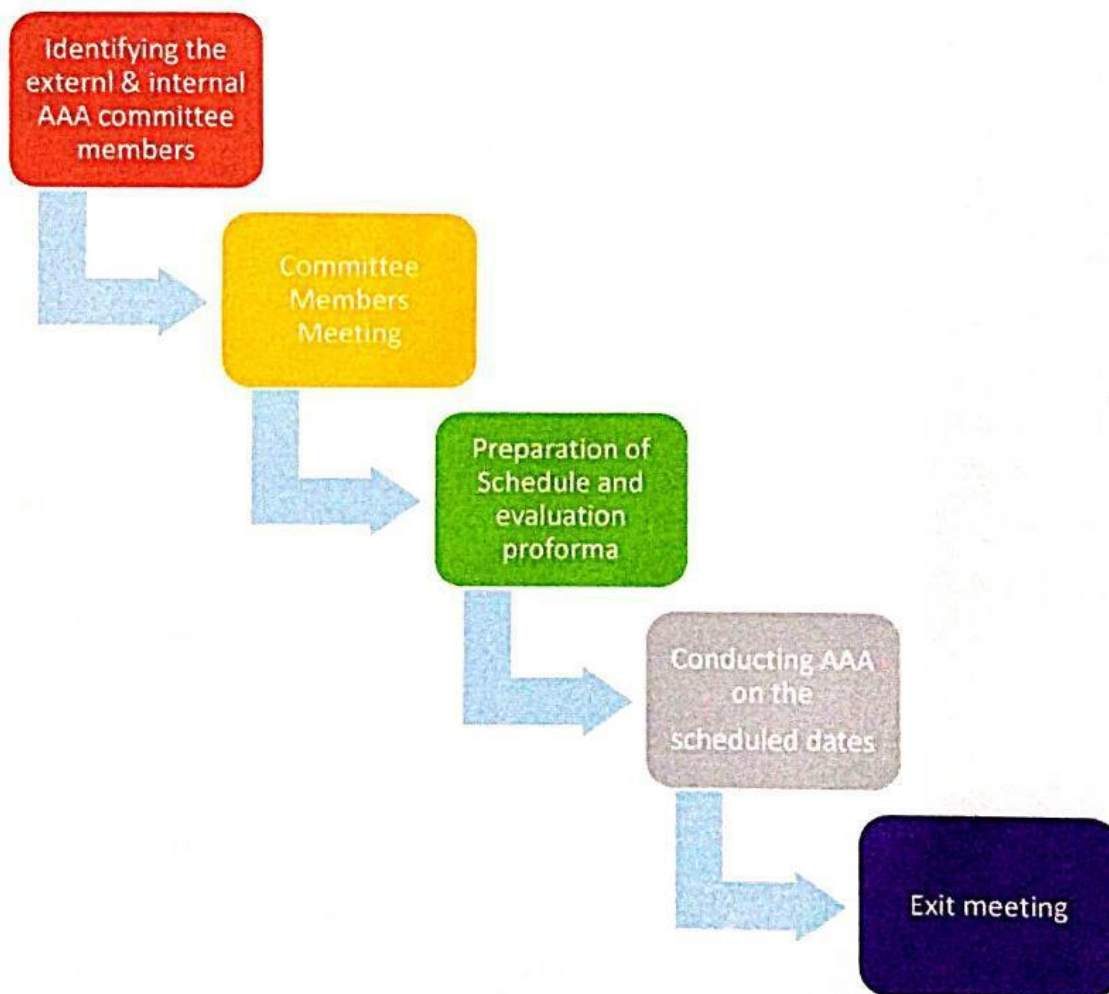 Identifying the
externl & internal
AAA committee
members
Committee
Members
Meeting
Preparation of
Schedule and
evaluation
proforma
Conducting AAA
on the
scheduled dates
Exit meeting